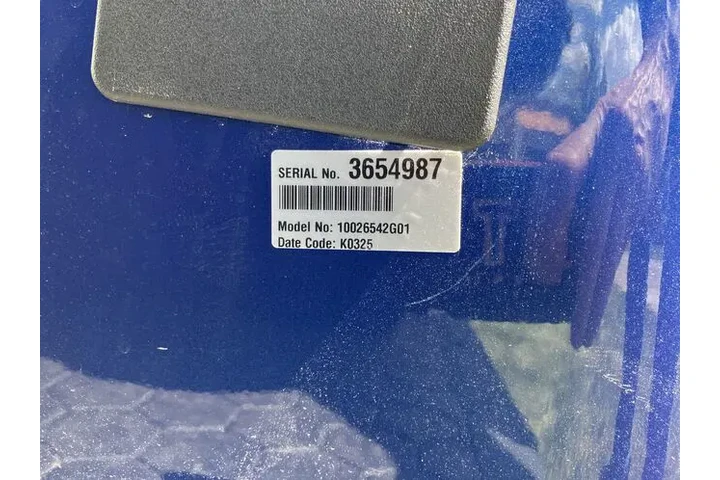 SERIAL No. 3654987
Model No: 10026542G01
Date Code: K0325